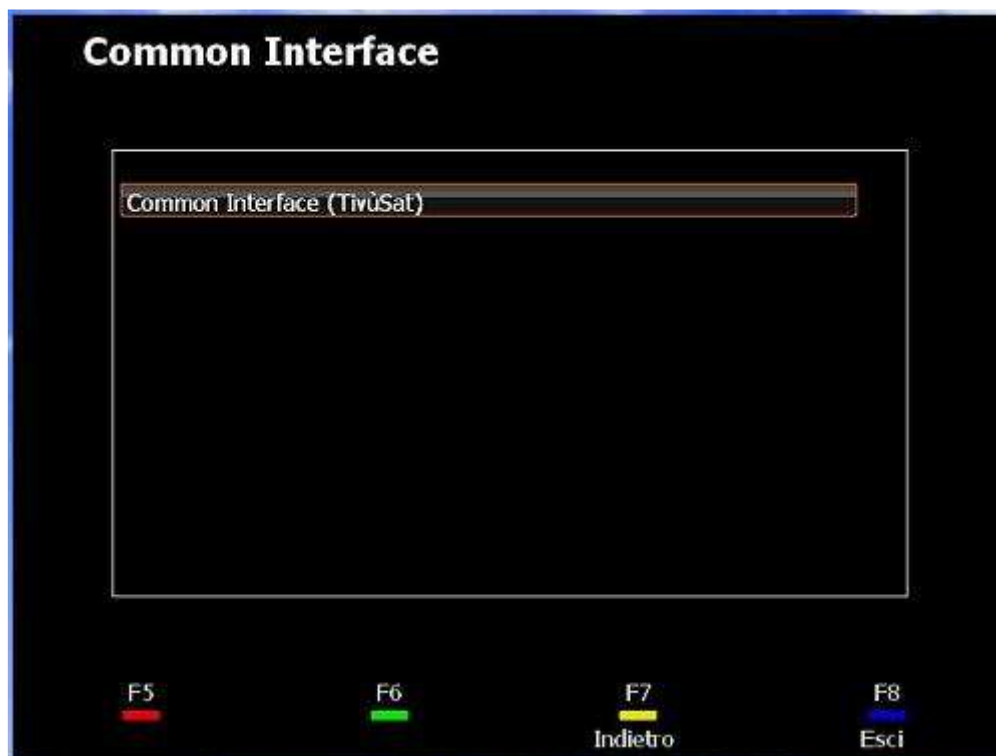 Common Interface
Common Interface (TivùSat)
F5 F6 F7 F8
Indietro Esci